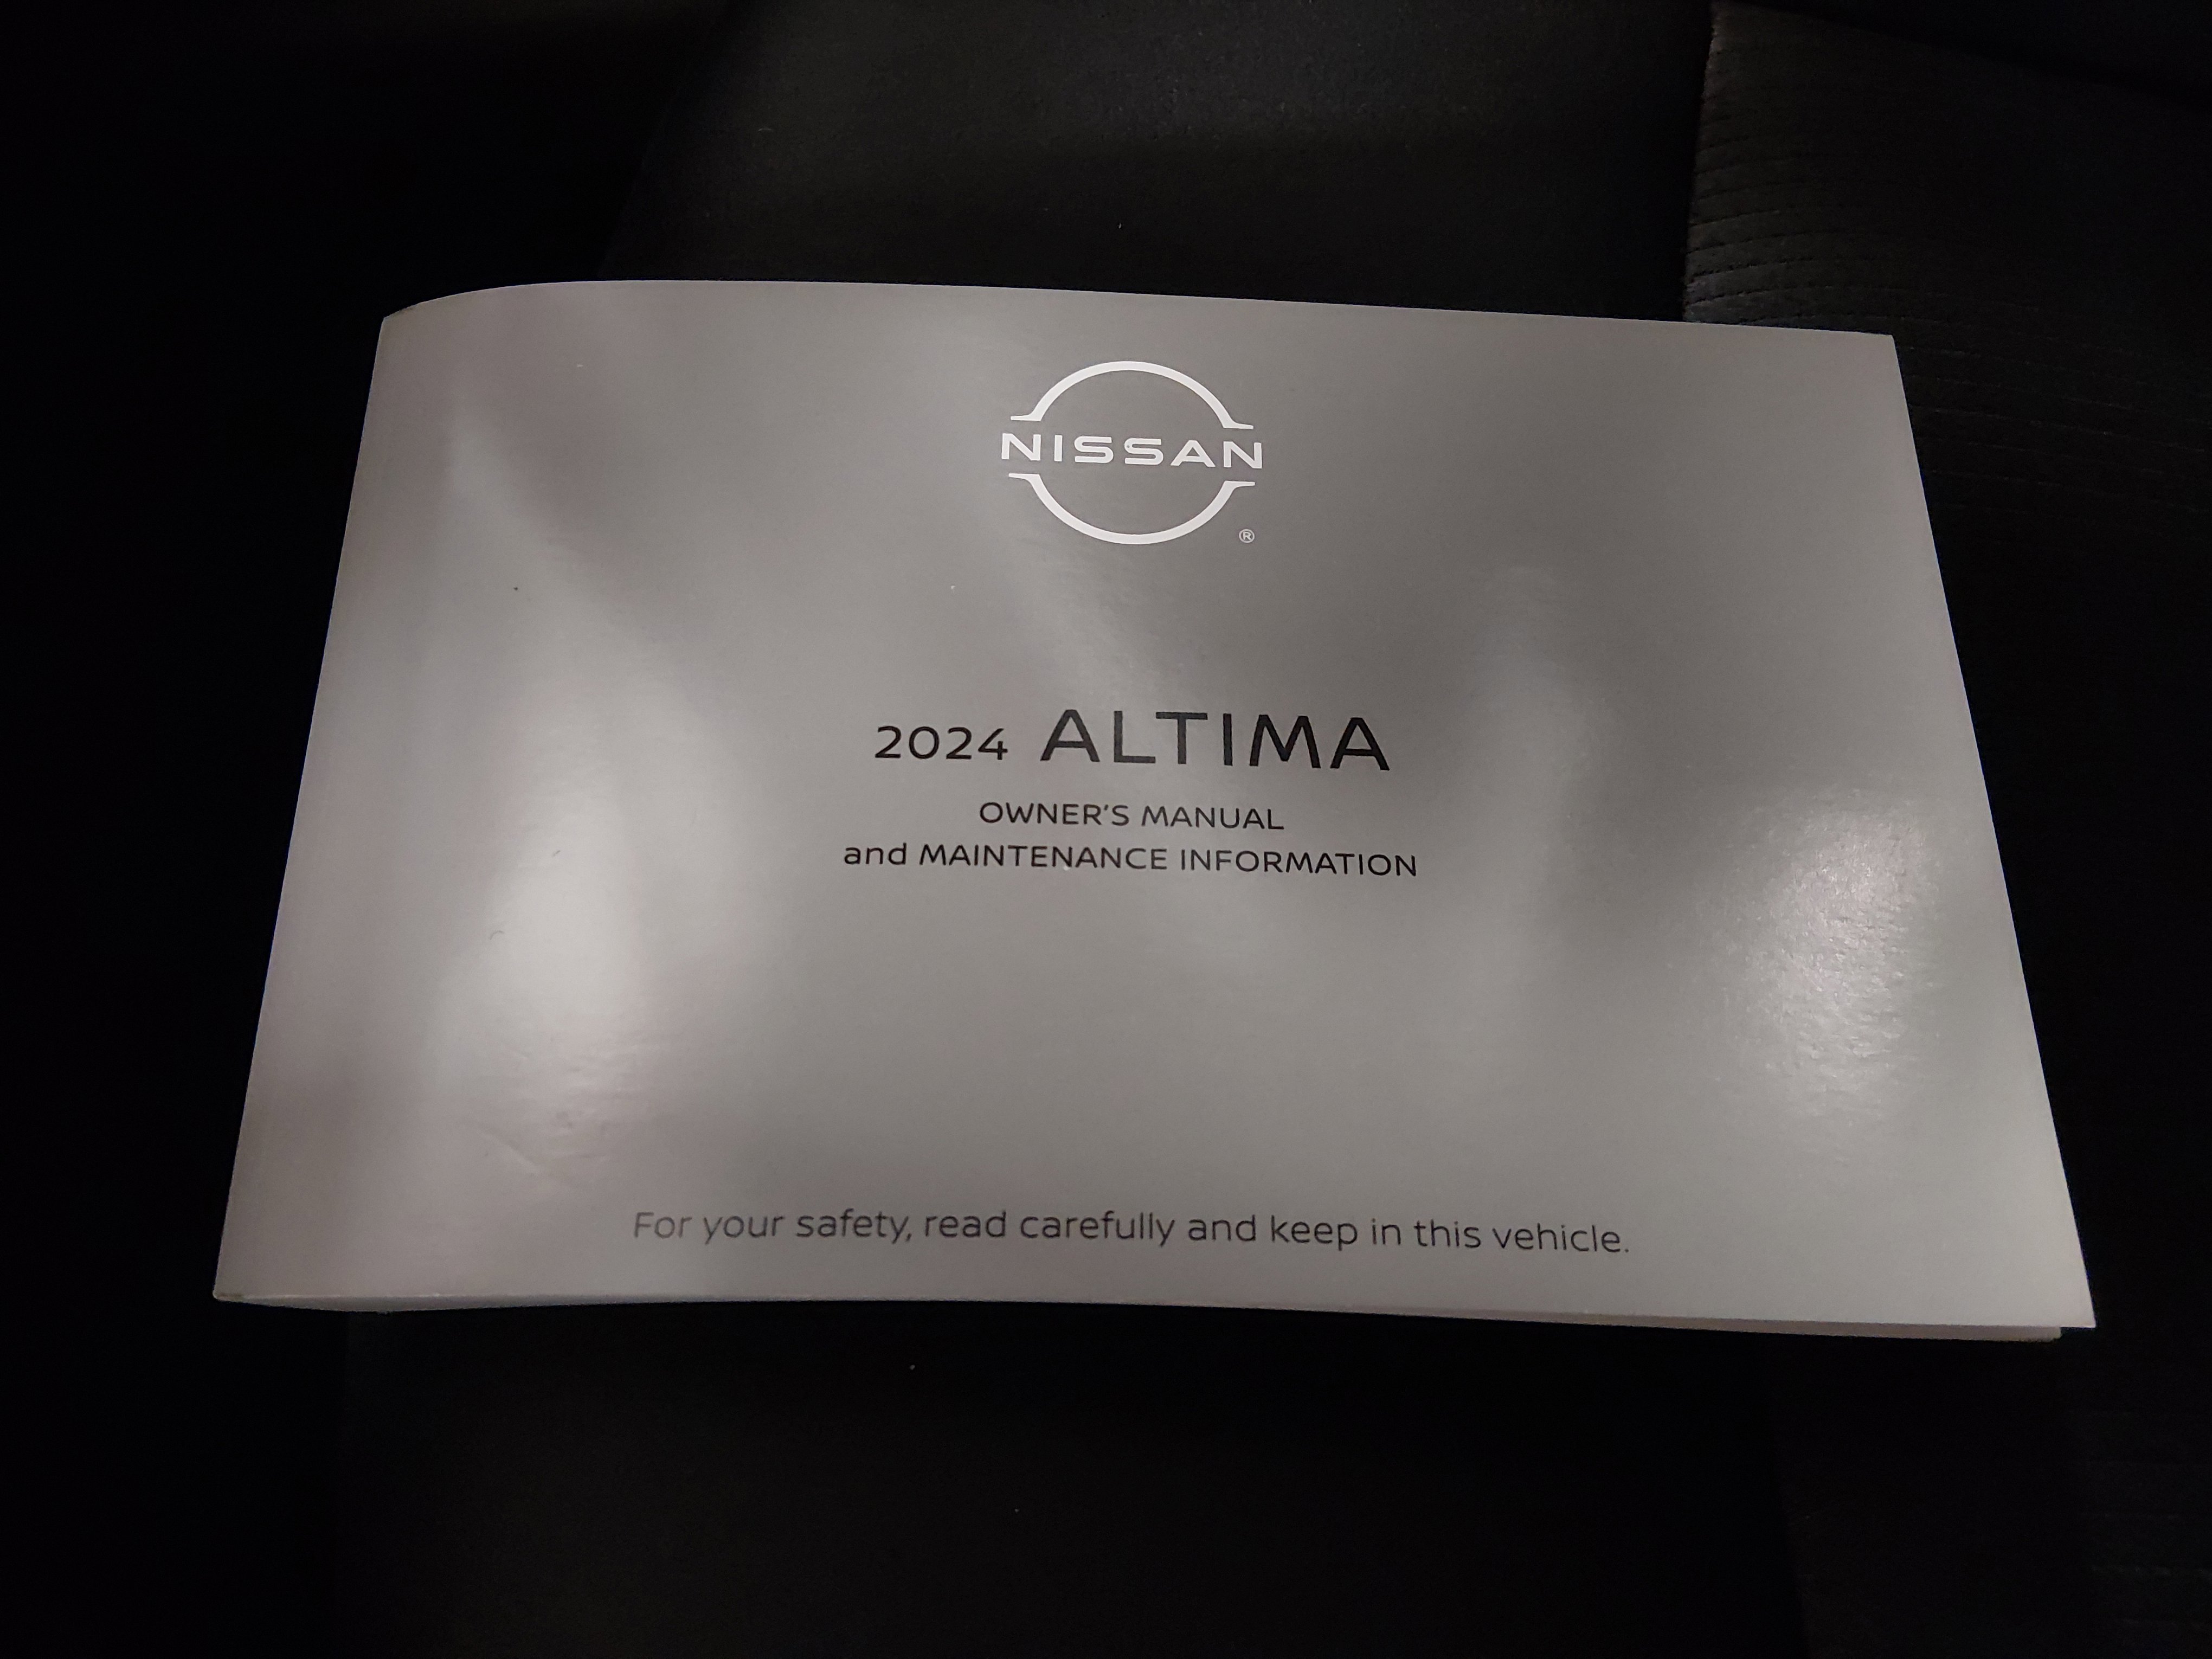 NISSAN
®
2024 ALTIMA
OWNER'S MANUAL
and MAINTENANCE INFORMATION
For your safety, read carefully and keep in this vehicle.